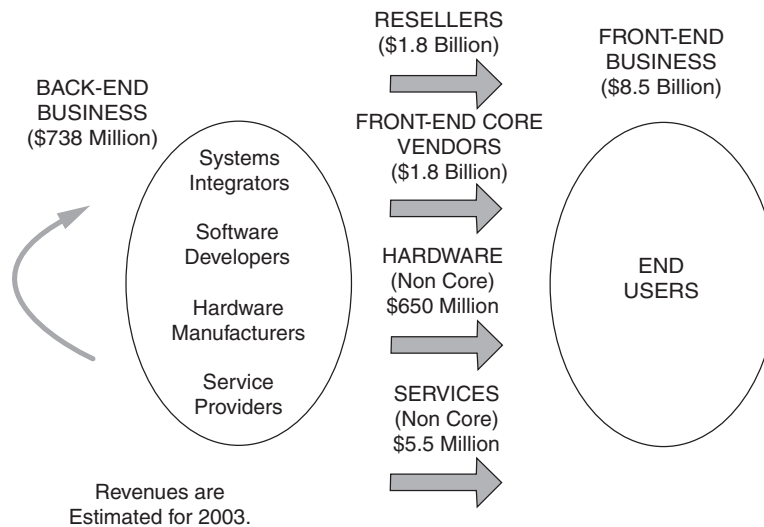 BACK-END
BUSINESS
($738 Million)
Systems
Integrators
Software
Developers
Hardware
Manufacturers
Service
Providers
RESELLERS
($1.8 Billion)
FRONT-END CORE
VENDORS
($1.8 Billion)
HARDWARE
(Non Core)
$650 Million
SERVICES
(Non Core)
$5.5 Million
FRONT-END
BUSINESS
($8.5 Billion)
END
USERS
Revenues are
Estimated for 2003.